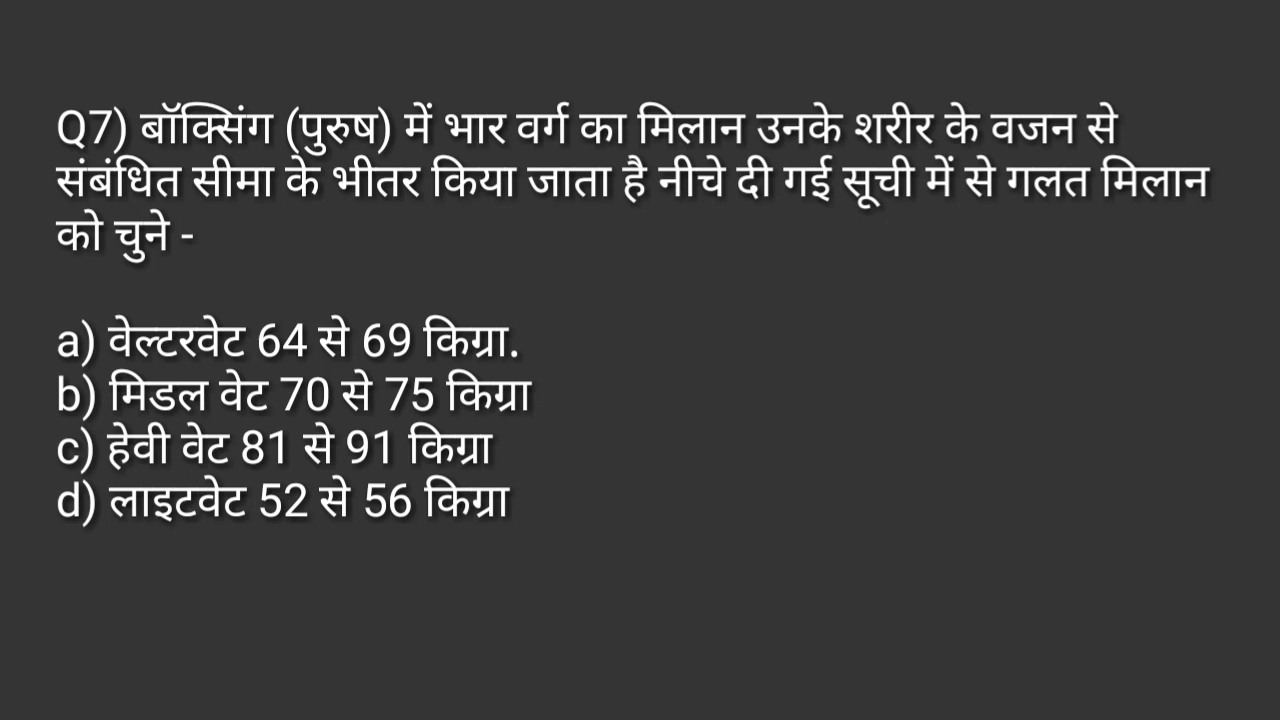 Q7) बॉक्सिंग (पुरुष) में भार वर्ग का मिलान उनके शरीर के वजन से
संबंधित सीमा के भीतर किया जाता है नीचे दी गई सूची में से गलत मिलान
को चुने -
a) वेल्टरवेट 64 से 69 किग्रा.
b) मिडल वेट 70 से 75 किग्रा
c) हेवी वेट 81 से 91 किग्रा
d) लाइटवेट 52 से 56 किग्रा